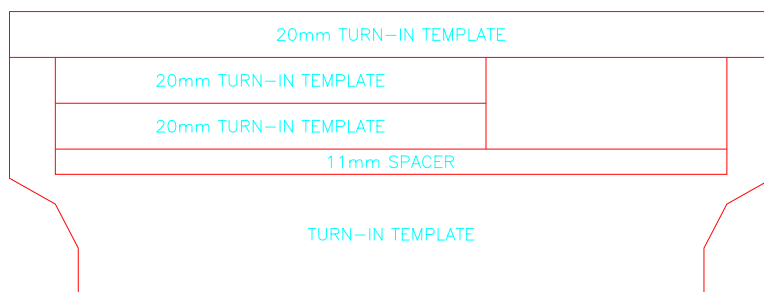 20mm TURN-IN TEMPLATE
20mm TURN-IN TEMPLATE
20mm TURN-IN TEMPLATE
11mm SPACER
TURN-IN TEMPLATE